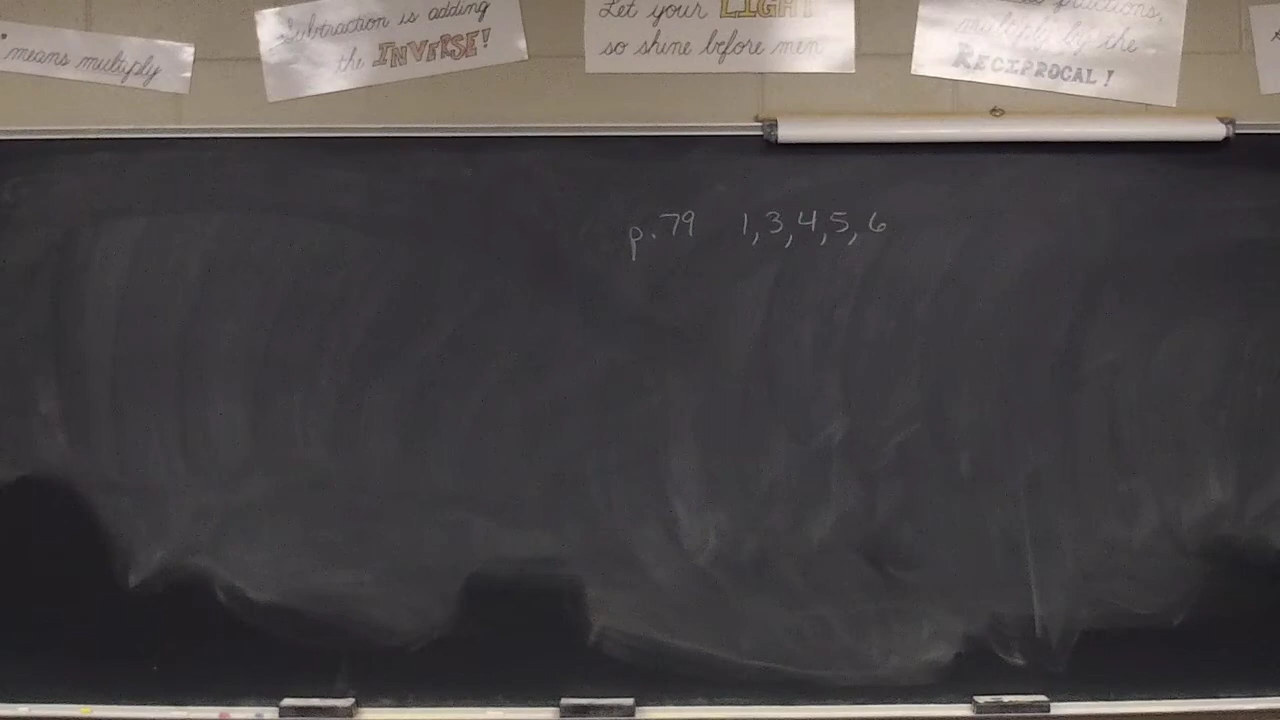 " means multiply
Subtraction is adding
the INVERSE!
Let your LIGHT
so shine before men
fractions,
multiply by the
RECIPROCAL!
p. 79 1, 3, 4, 5, 6